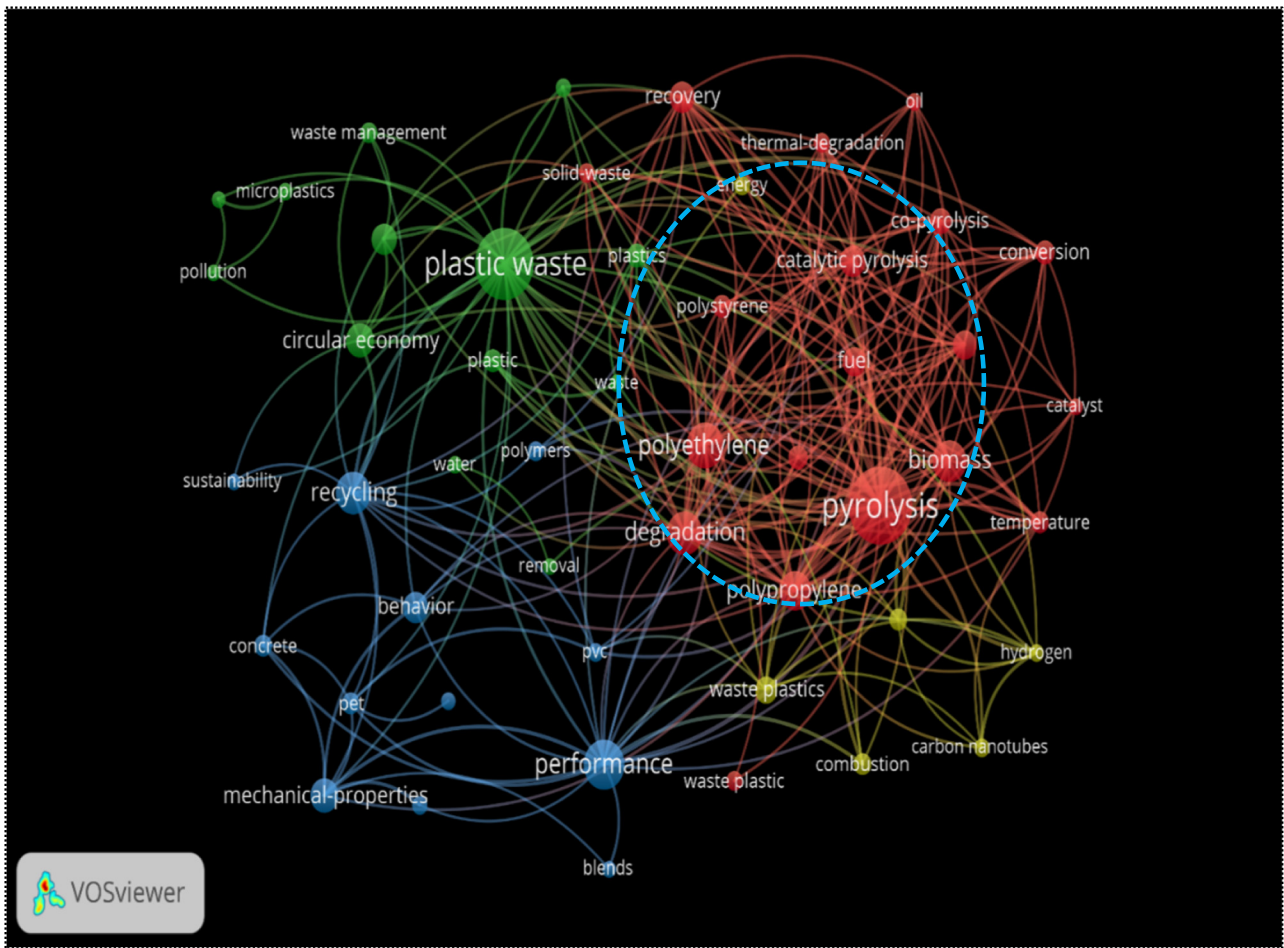 recovery
oil
waste management
thermal-degradation
solid-waste
energy
microplastics
co-pyrolysis
plastic waste
plastics
catalytic pyrolysis
conversion
pollution
polystyrene
circular economy
plastic
fuel
waste
catalyst
polyethylene
polymers
water
biomass
sustainability
recycling
pyrolysis
temperature
degradation
removal
polypropylene
behavior
concrete
pvc
hydrogen
waste plastics
pet
carbon nanotubes
performance
combustion
waste plastic
mechanical-properties
blends
VOSviewer